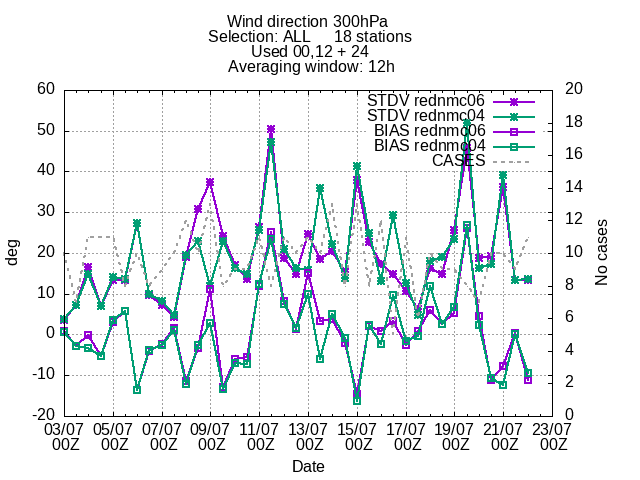 Wind direction 300hPa
Selection: ALL 18 stations
Used 00,12 + 24
Averaging window: 12h
60 20
50 18
40 16
30 14
20 12
10 10
0 8
-10 6
-20 4
2
0
deg
No cases
STDV rednmc06
STDV rednmc04
BIAS rednmc06
BIAS rednmc04
CASES
03/07 05/07 07/07 09/07 11/07 13/07 15/07 17/07 19/07 21/07 23/07
00Z 00Z 00Z 00Z 00Z 00Z 00Z 00Z 00Z 00Z 00Z
Date